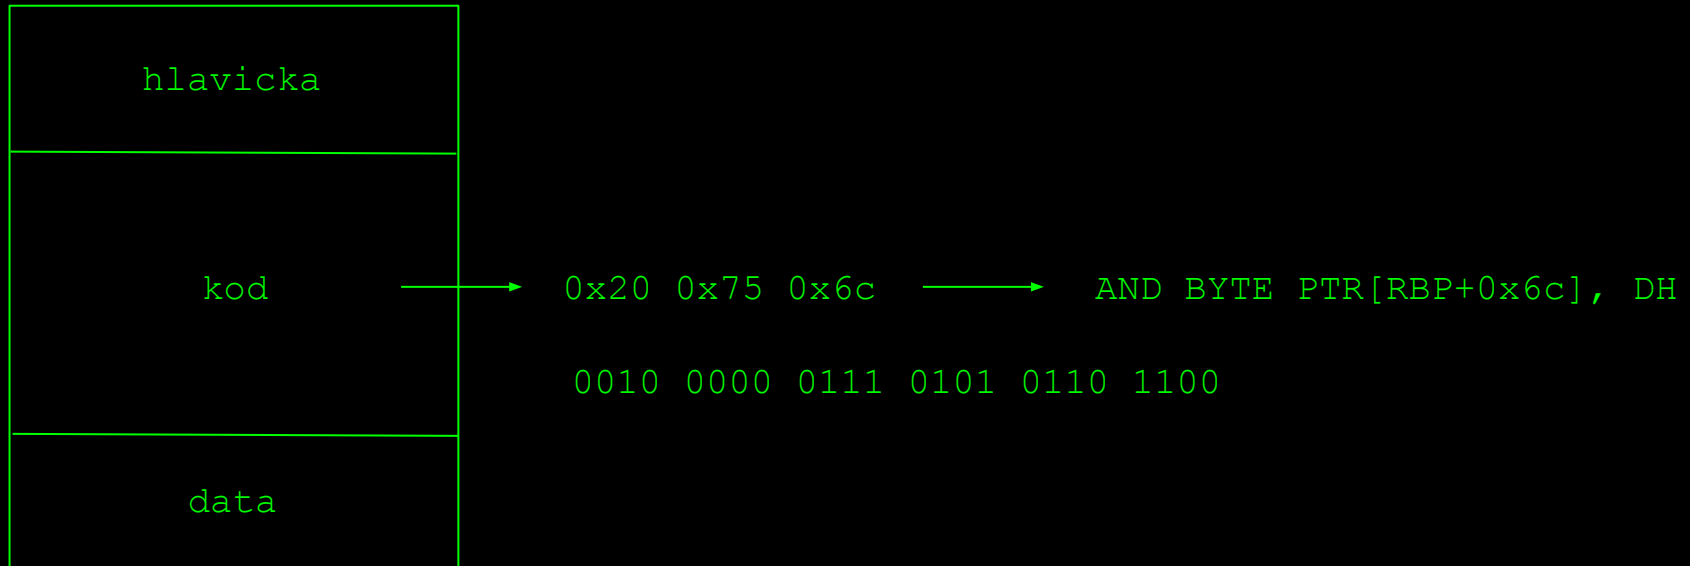 hlavicka
kod
0x20 0x75 0x6c
AND BYTE PTR[RBP+0x6c], DH
0010 0000 0111 0101 0110 1100
data